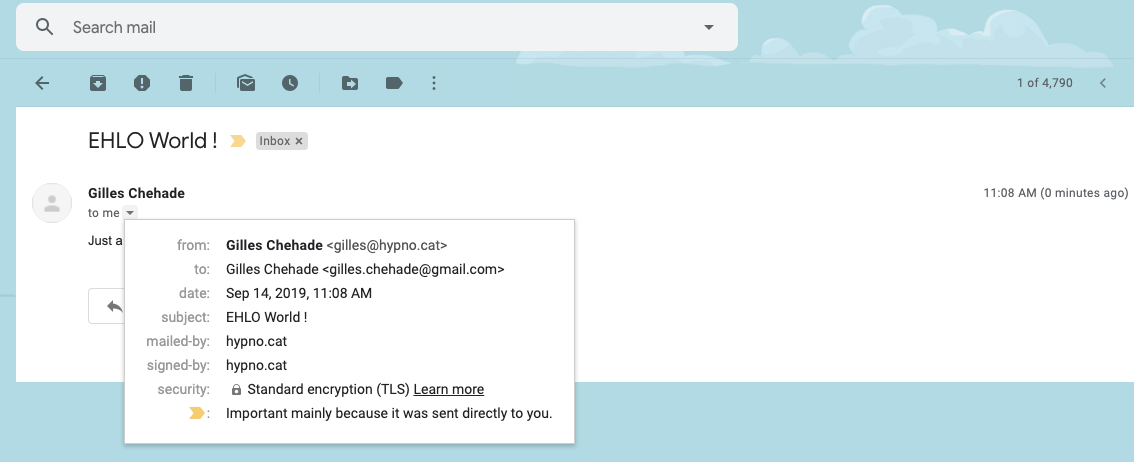 Search mail
1 of 4,790
EHLO World !
Inbox ×
Gilles Chehade
11:08 AM (0 minutes ago)
to me
Just a
from: Gilles Chehade <gilles@hypno.cat>
to: Gilles Chehade <gilles.chehade@gmail.com>
date: Sep 14, 2019, 11:08 AM
subject: EHLO World !
mailed-by: hypno.cat
signed-by: hypno.cat
security: Standard encryption (TLS) Learn more
: Important mainly because it was sent directly to you.